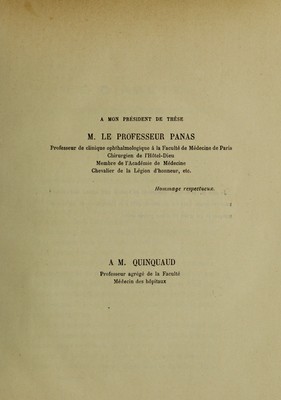 A MON PRÉSIDENT DE THÈSE
M. LE PROFESSEUR PANAS
Professeur de clinique ophthalmologique à la Faculté de Médecine de Paris
Chirurgien de l'Hôtel-Dieu
Membre de l'Académie de Médecine
Chevalier de la Légion d'honneur, etc.
Hommage respectueux.
A M. QUINQUAUD
Professeur agrégé de la Faculté
Médecin des hôpitaux